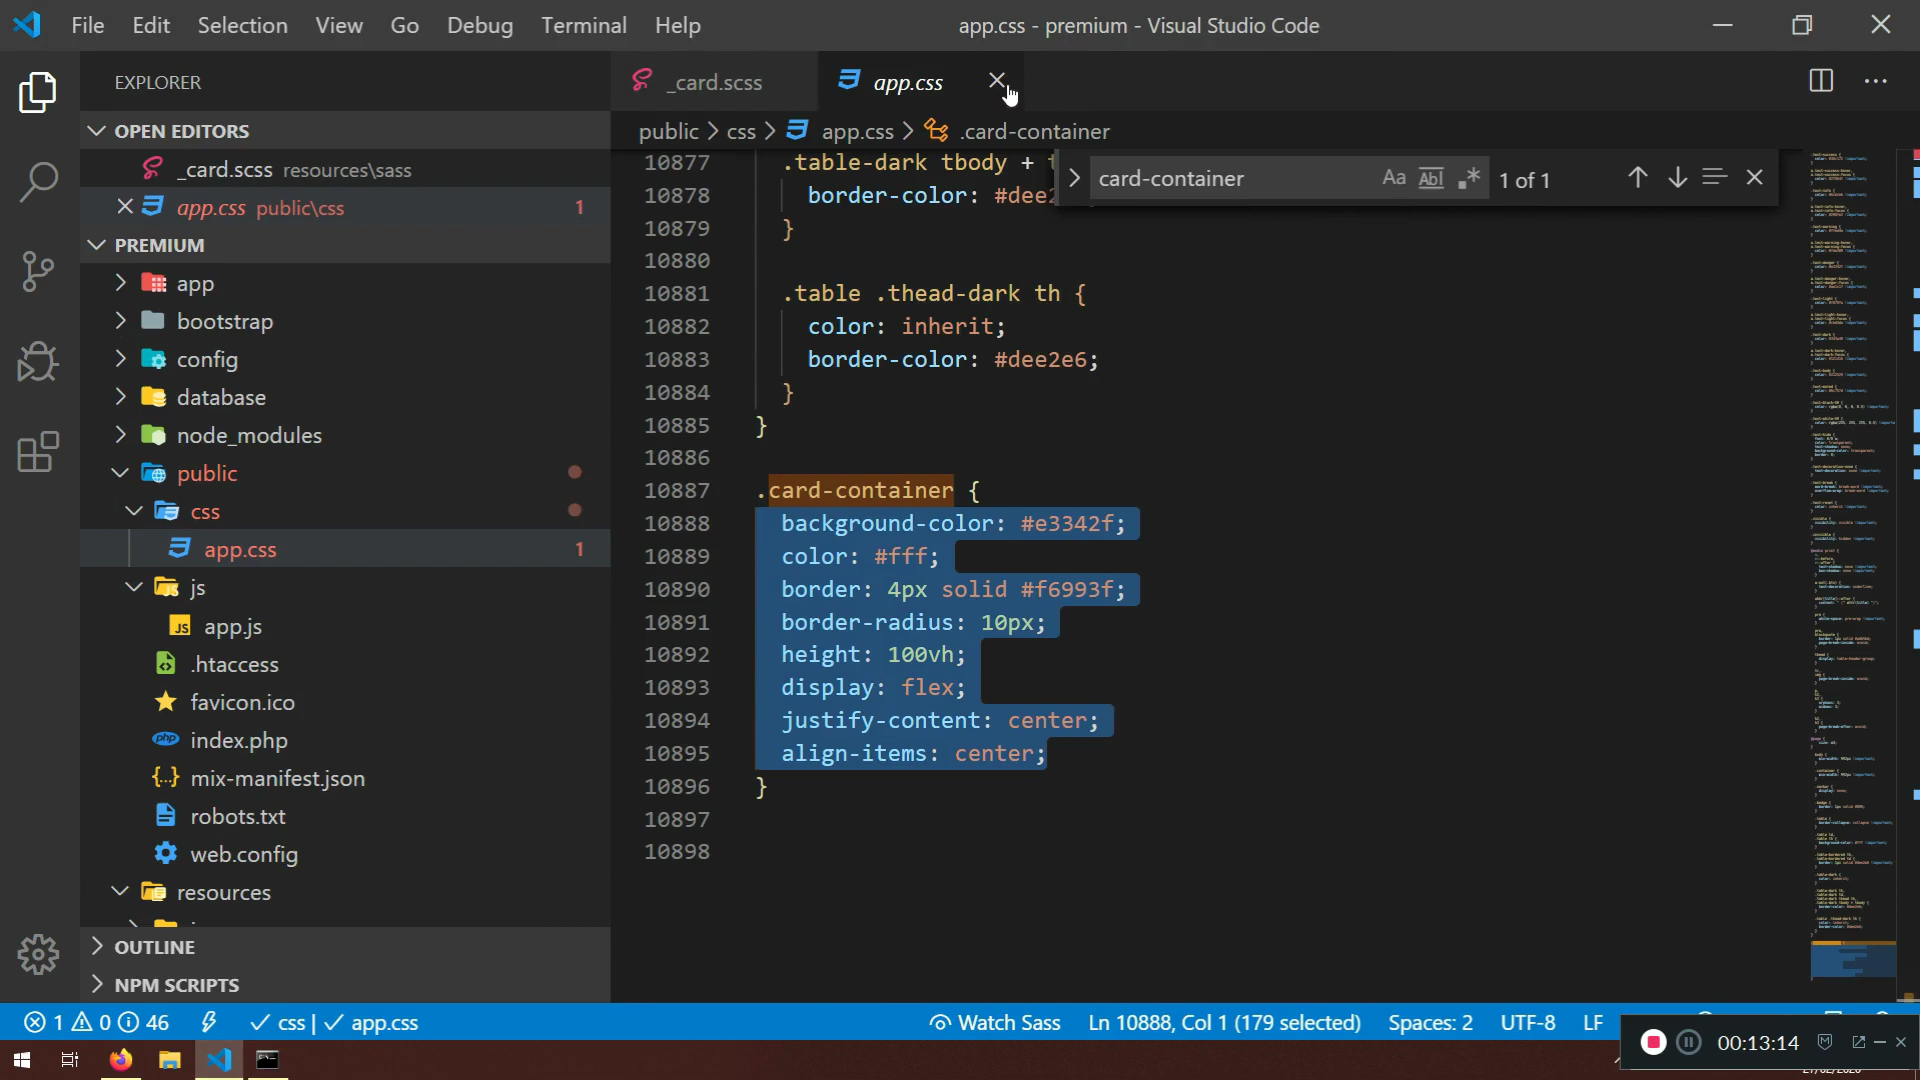 File Edit Selection View Go Debug Terminal Help
app.css - premium - Visual Studio Code
EXPLORER
OPEN EDITORS
_card.scss resources\sass
app.css public\css 1
PREMIUM
app
bootstrap
config
database
node_modules
public
css
app.css 1
js
JS app.js
.htaccess
favicon.ico
php index.php
{..} mix-manifest.json
robots.txt
web.config
resources
OUTLINE
NPM SCRIPTS
_card.scss
app.css
public > css > app.css > .card-container
card-container Aa Abl .* 1 of 1
10877 .table-dark tbody + t
10878 border-color: #dee2
10879 }
10880
10881 .table .thead-dark th {
10882 color: inherit;
10883 border-color: #dee2e6;
10884 }
10885 }
10886
10887 .card-container {
10888 background-color: #e3342f;
10889 color: #fff;
10890 border: 4px solid #f6993f;
10891 border-radius: 10px;
10892 height: 100vh;
10893 display: flex;
10894 justify-content: center;
10895 align-items: center;
10896 }
10897
10898
1 0 46 css | app.css
Watch Sass Ln 10888, Col 1 (179 selected) Spaces: 2 UTF-8 LF
00:13:14